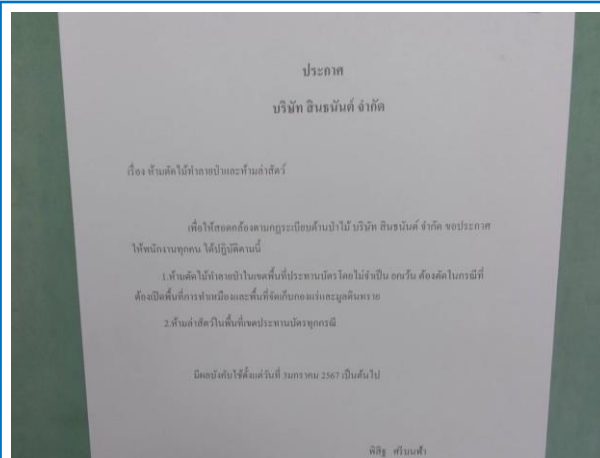 ประกาศ
บริษัท สินธนันต์ จำกัด
เรื่อง ห้ามตัดไม้ทำลายป่าและห้ามล่าสัตว์
เพื่อให้สอดคล้องตามกฎระเบียบด้านป่าไม้ บริษัท สินธนันต์ จำกัด ขอประกาศ
ให้พนักงานทุกคน ได้ปฏิบัติดามนี้
1.ห้ามตัดไม้ทำลายป่าในเขตพื้นที่ประทานบัตรโดยไม่จำเป็น ยกเว้น ต้องตัดในกรณีที่
ต้องเปิดพื้นที่การทำเหมืองและพื้นที่จัดเก็บกองแร่และมูลดินทราย
2.ห้ามล่าสัตว์ในพื้นที่เขตประทานบัตรทุกกรณี
มีผลบังคับใช้ตั้งแต่วันที่ 3มกราคม 2567 เป็นต้นไป
พิสิฐ ศรีบนฟ้า